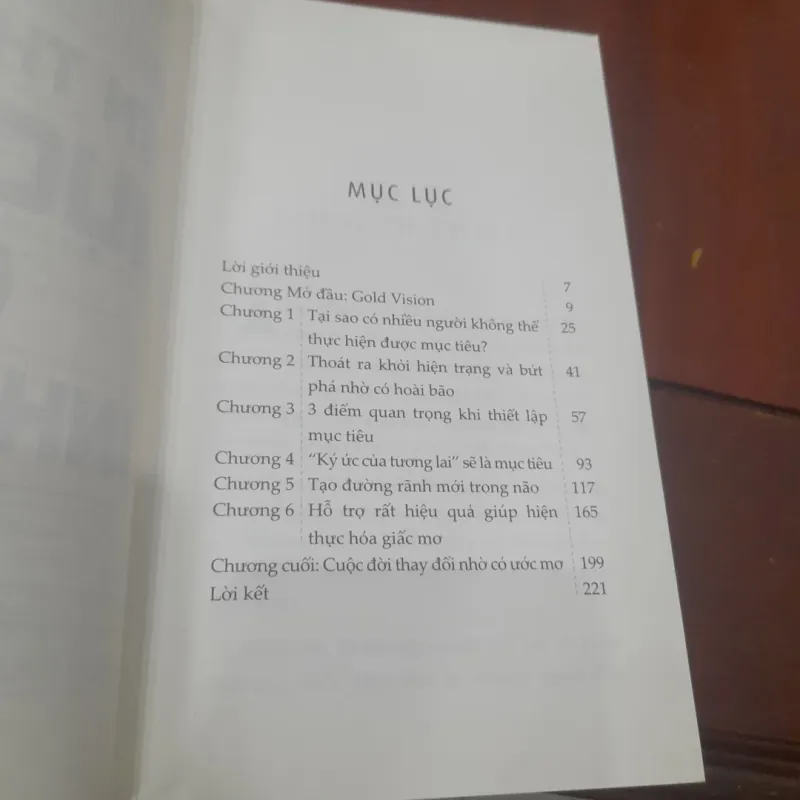 MỤC LỤC
Lời giới thiệu 7
Chương Mở đầu: Gold Vision 9
Chương 1 Tại sao có nhiều người không thể 25
thực hiện được mục tiêu?
Chương 2 Thoát ra khỏi hiện trạng và bứt 41
phá nhờ có hoài bão
Chương 3 3 điểm quan trọng khi thiết lập 57
mục tiêu
Chương 4 "Ký ức của tương lai" sẽ là mục tiêu 93
Chương 5 Tạo đường rãnh mới trong não 117
Chương 6 Hỗ trợ rất hiệu quả giúp hiện 165
thực hóa giấc mơ
Chương cuối: Cuộc đời thay đổi nhờ có ước mơ 199
Lời kết 221